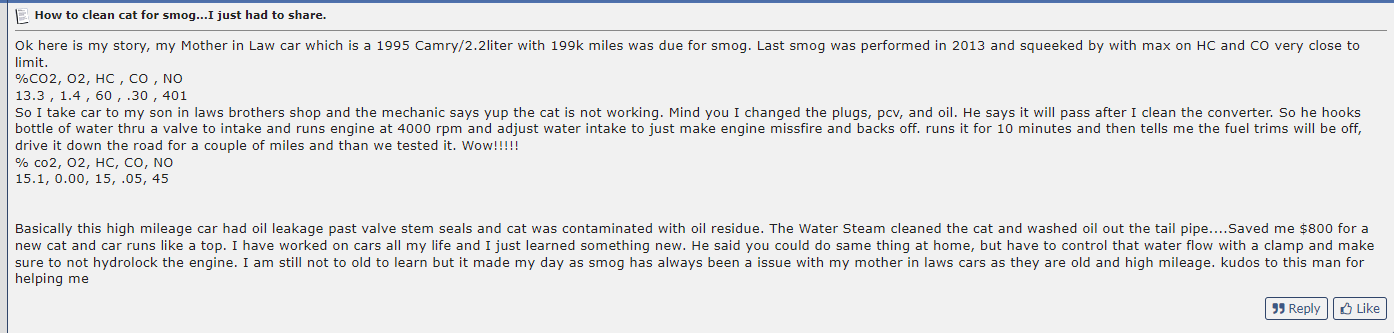 How to clean cat for smog...I just had to share.
Ok here is my story, my Mother in Law car which is a 1995 Camry/2.2liter with 199k miles was due for smog. Last smog was performed in 2013 and squeeked by with max on HC and CO very close to
limit.
%CO2, O2, HC , CO , NO
13.3 , 1.4 , 60 , .30 , 401
So I take car to my son in laws brothers shop and the mechanic says yup the cat is not working. Mind you I changed the plugs, pcv, and oil. He says it will pass after I clean the converter. So he hooks
bottle of water thru a valve to intake and runs engine at 4000 rpm and adjust water intake to just make engine missfire and backs off. runs it for 10 minutes and then tells me the fuel trims will be off,
drive it down the road for a couple of miles and than we tested it. Wow!!!!!
% co2, O2, HC, CO, NO
15.1, 0.00, 15, .05, 45
Basically this high mileage car had oil leakage past valve stem seals and cat was contaminated with oil residue. The Water Steam cleaned the cat and washed oil out the tail pipe....Saved me $800 for a
new cat and car runs like a top. I have worked on cars all my life and I just learned something new. He said you could do same thing at home, but have to control that water flow with a clamp and make
sure to not hydrolock the engine. I am still not to old to learn but it made my day as smog has always been a issue with my mother in laws cars as they are old and high mileage. kudos to this man for
helping me
Reply Like